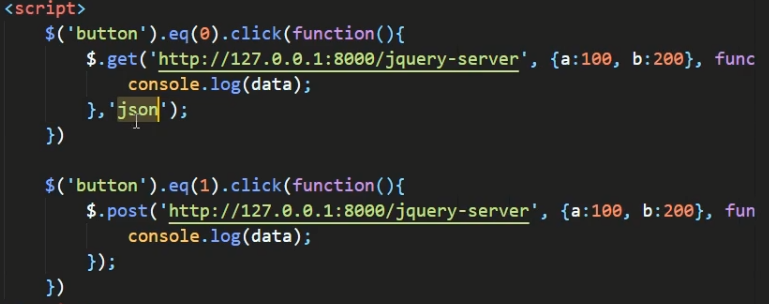 <script>
$('button').eq(0).click(function(){
$.get('http://127.0.0.1:8000/jquery-server', {a:100, b:200}, func
console.log(data);
},'json');
})
$('button').eq(1).click(function(){
$.post('http://127.0.0.1:8000/jquery-server', {a:100, b:200}, fun
console.log(data);
});
})